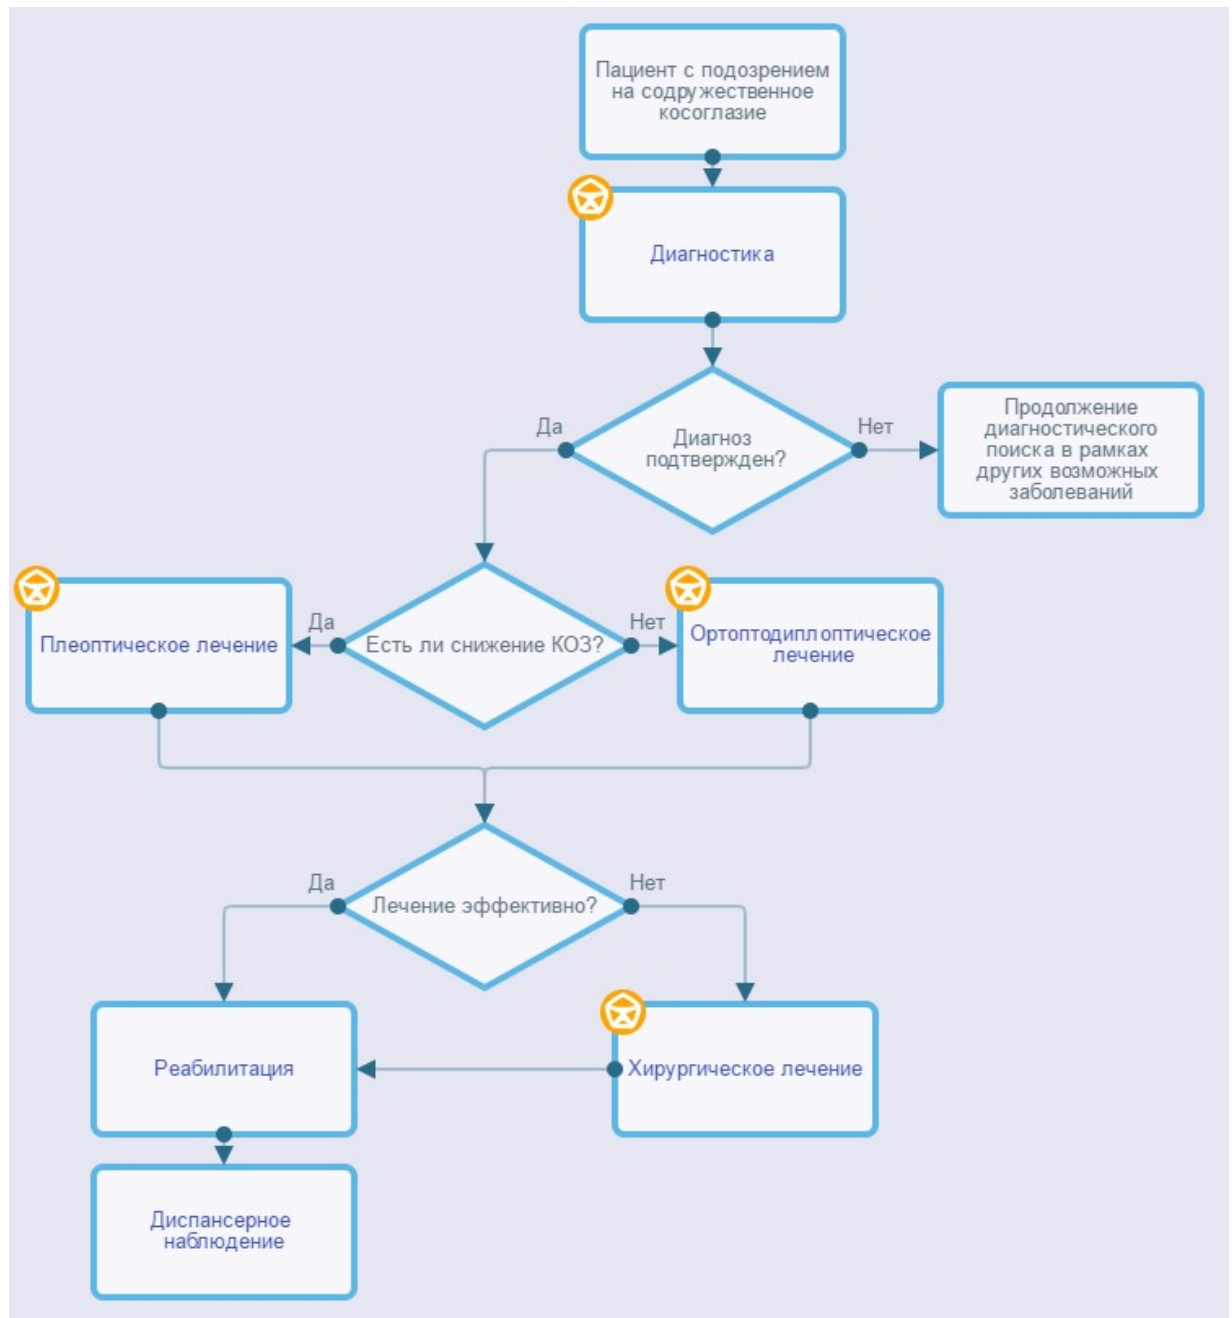 Пациент с подозрением
на содружественное
косоглазие
Диагностика
Диагноз
подтвержден?
Да
Нет
Продолжение
диагностического
поиска в рамках
других возможных
заболеваний
Есть ли снижение КОЗ?
Да
Нет
Плеоптическое лечение
Ортоптодиплоптическое
лечение
Лечение эффективно?
Да
Нет
Реабилитация
Хирургическое лечение
Диспансерное
наблюдение